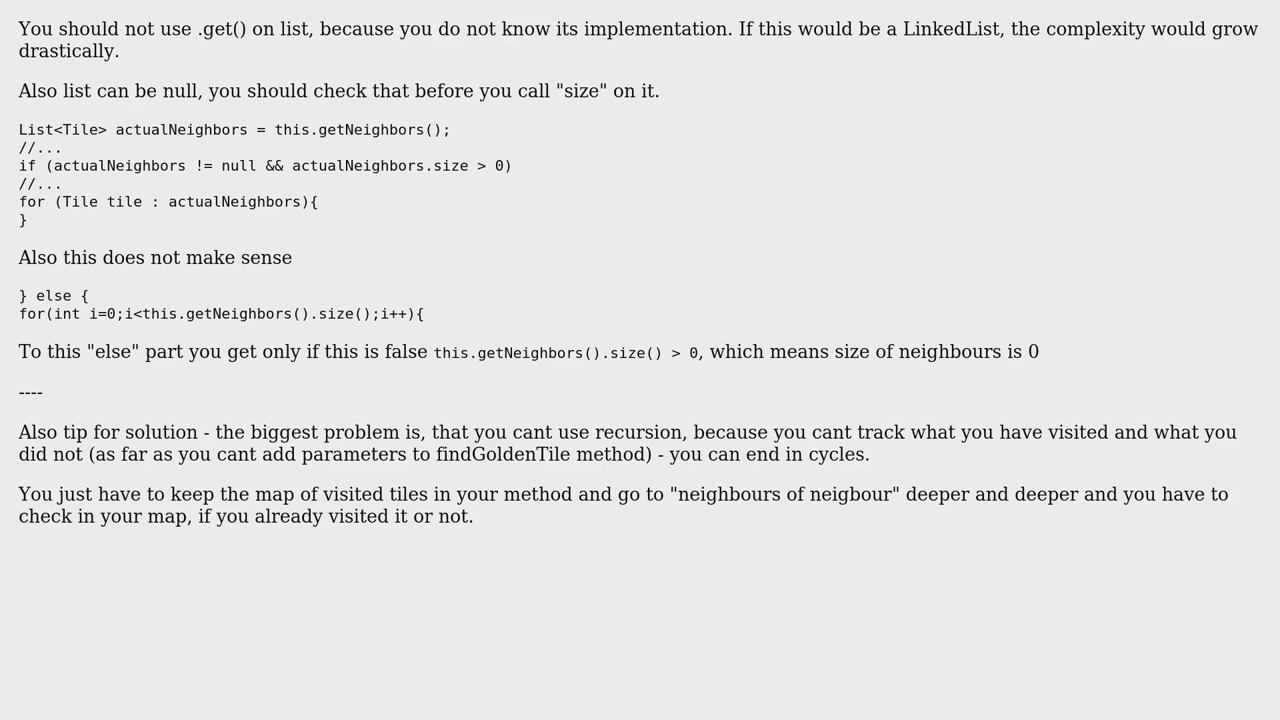 You should not use .get() on list, because you do not know its implementation. If this would be a LinkedList, the complexity would grow
drastically.
Also list can be null, you should check that before you call "size" on it.
List<Tile> actualNeighbors = this.getNeighbors();
//...
if (actualNeighbors != null && actualNeighbors.size > 0)
//...
for (Tile tile : actualNeighbors){
}
Also this does not make sense
} else {
for(int i=0;i<this.getNeighbors().size();i++){
To this "else" part you get only if this is false this.getNeighbors().size() > 0, which means size of neighbours is 0
----
Also tip for solution - the biggest problem is, that you cant use recursion, because you cant track what you have visited and what you
did not (as far as you cant add parameters to findGoldenTile method) - you can end in cycles.
You just have to keep the map of visited tiles in your method and go to "neighbours of neigbour" deeper and deeper and you have to
check in your map, if you already visited it or not.